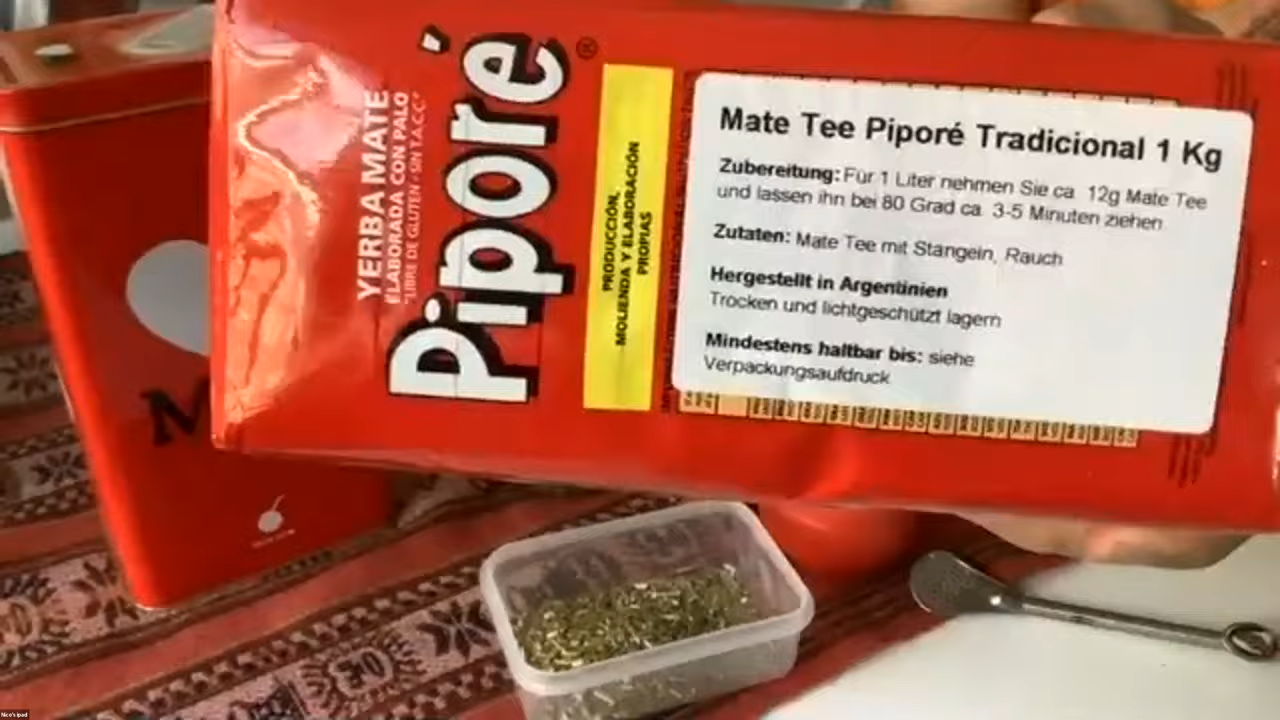 YERBA MATE
ELABORADA CON PALO
"LIBRE DE GLUTEN - SIN T.A.C.C."
Piporé®
PRODUCCIÓN,
MOLIENDA Y ELABORACIÓN
PROPIAS
Mate Tee Piporé Tradicional 1 Kg
Zubereitung: Für 1 Liter nehmen Sie ca. 12g Mate Tee
und lassen ihn bei 80 Grad ca. 3-5 Minuten ziehen
Zutaten: Mate Tee mit Stängeln, Rauch
Hergestellt in Argentinien
Trocken und lichtgeschützt lagern
Mindestens haltbar bis: siehe
Verpackungsaufdruck
M
Nico's ipad